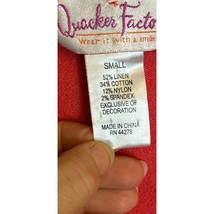 Quacker Facto
Wear it with a smile
SMALL
52% LINEN
34% COTTON
12% NYLON
2% SPANDEX
EXCLUSIVE OF
DECORATION
MADE IN CHINA
RN 44278